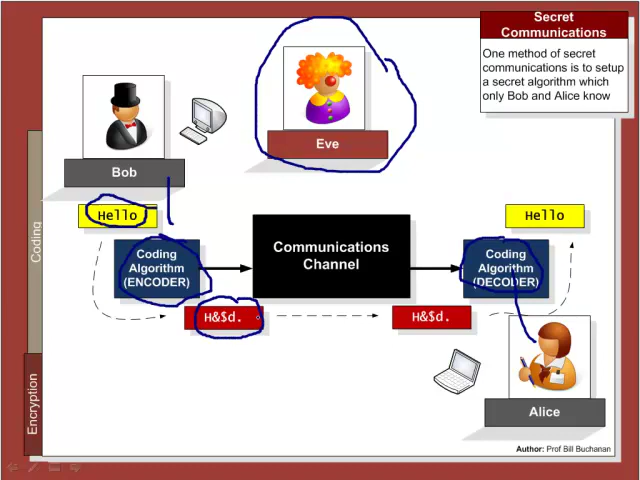 Secret
Communications
One method of secret
communications is to setup
a secret algorithm which
only Bob and Alice know
Eve
Bob
Hello
Hello
Coding
Algorithm
(ENCODER)
Communications
Channel
Coding
Algorithm
(DECODER)
H&$d.
H&$d.
Alice
Coding
Encryption
Author: Prof Bill Buchanan